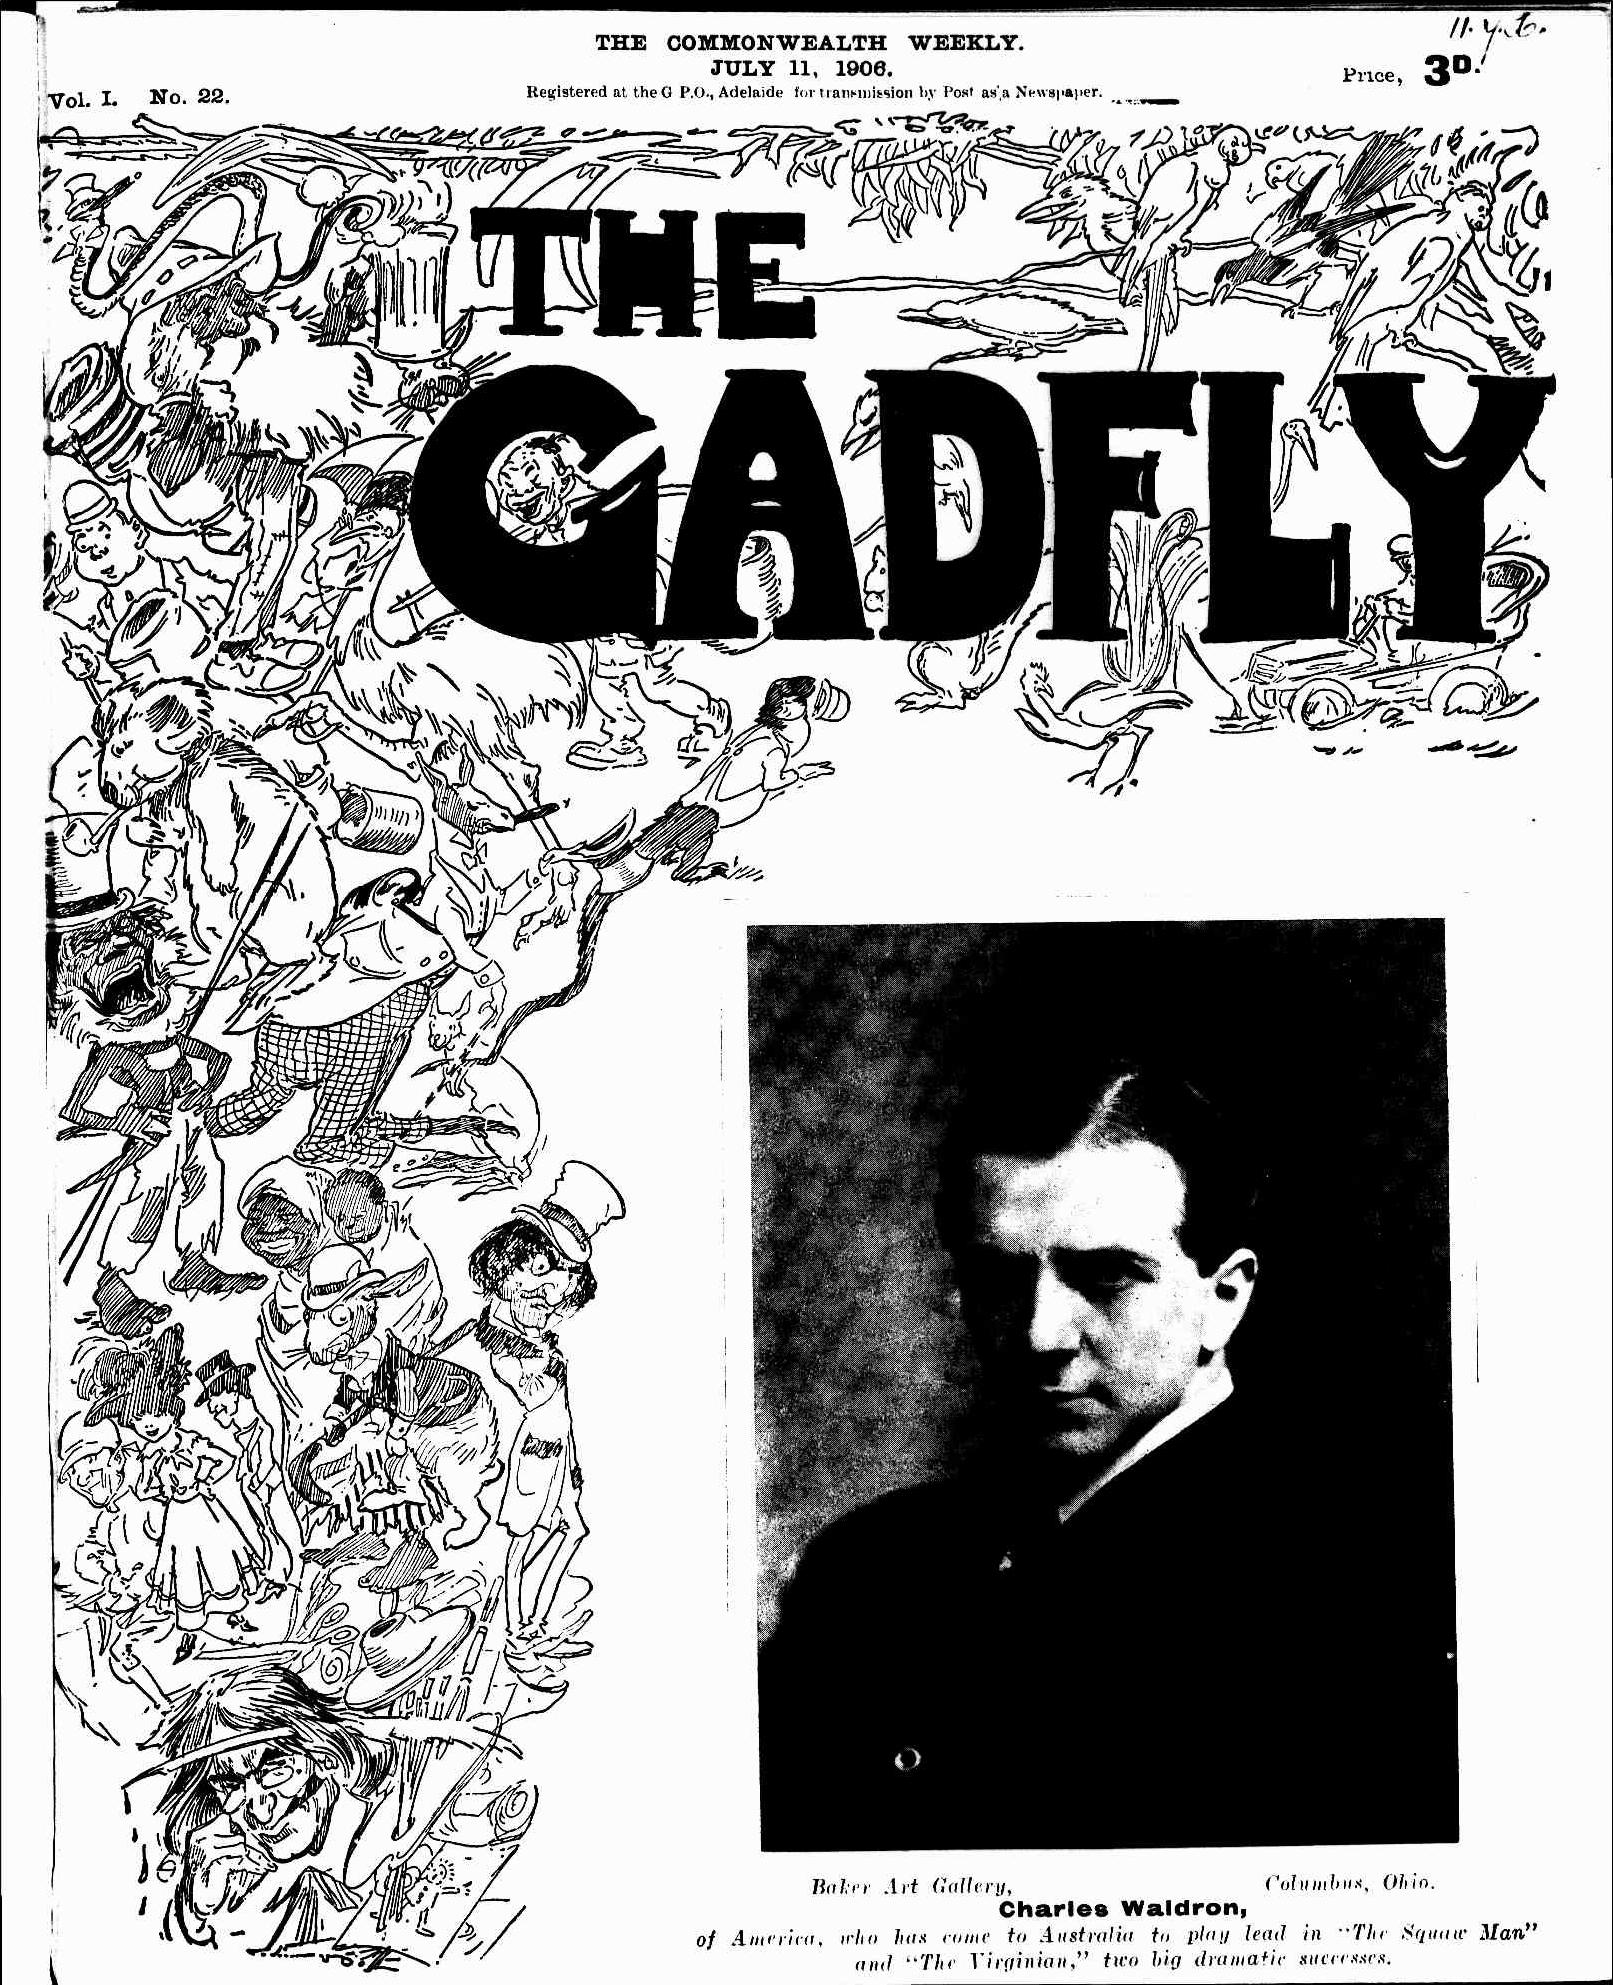 11.7.6.
THE COMMONWEALTH WEEKLY.
JULY 11, 1906.
Price, 3D.
Vol. I. No. 22.
Registered at the G P.O., Adelaide for transmission by Post as a Newspaper.
THE
GADFLY
Baker Art Gallery, Columbus, Ohio.
Charles Waldron,
of America, who has come to Australia to play lead in "The Squaw Man"
and "The Virginian," two big dramatic successes.